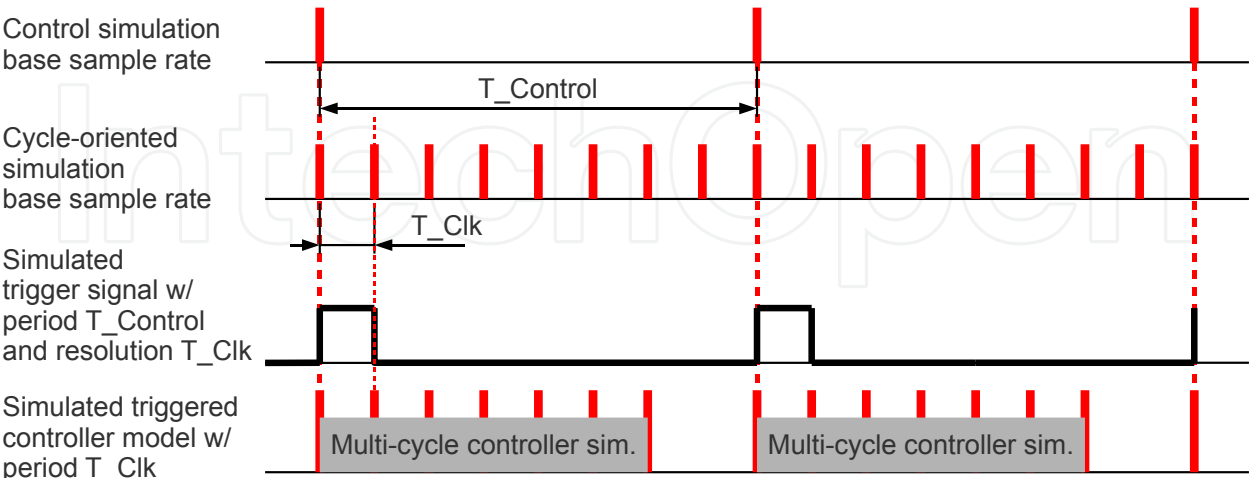 Control simulation
base sample rate
T_Control
Cycle-oriented
simulation
base sample rate
T_Clk
Simulated
trigger signal w/
period T_Control
and resolution T_Clk
Simulated triggered
controller model w/
period T_Clk
Multi-cycle controller sim.
Multi-cycle controller sim.
IntechOpen